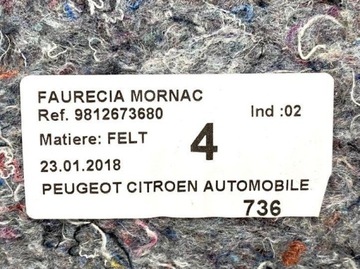 FAURECIA MORNAC
Ref. 9812673680 Ind :02
Matiere: FELT 4
23.01.2018
PEUGEOT CITROEN AUTOMOBILE
736